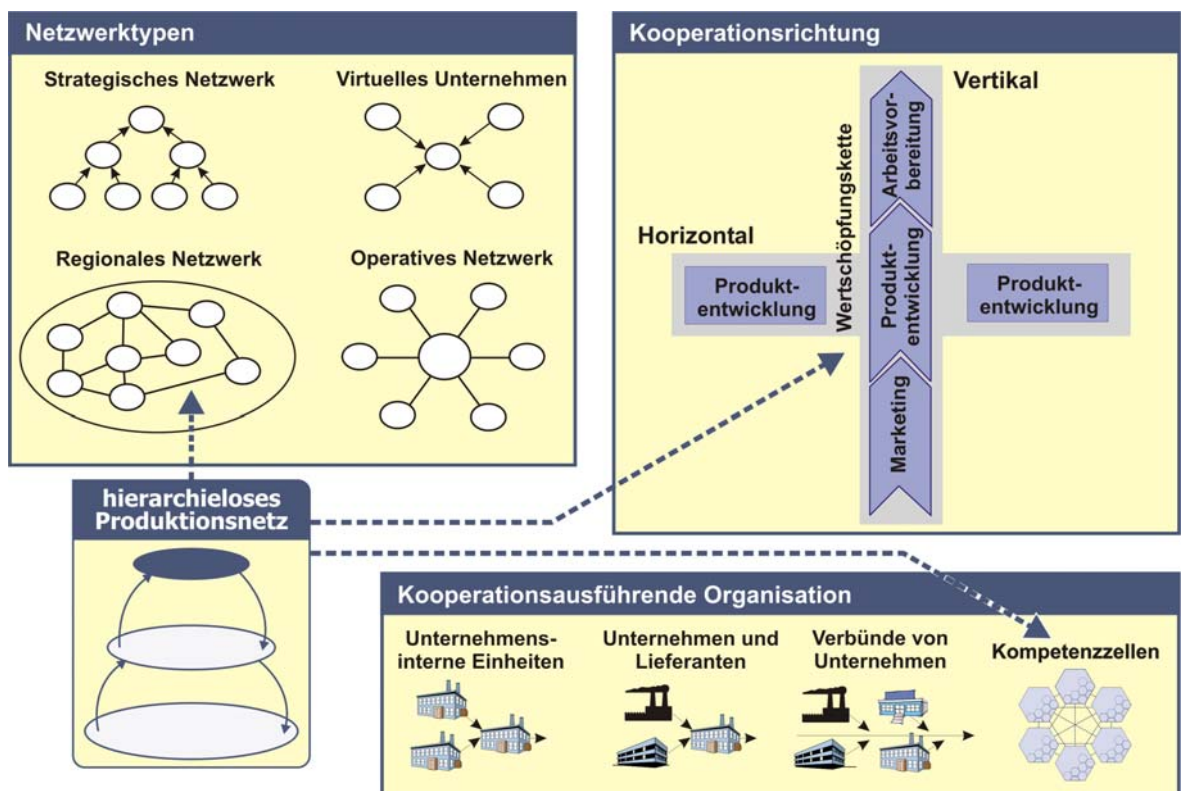 Netzwerktypen
Strategisches Netzwerk
Virtuelles Unternehmen
Regionales Netzwerk
Operatives Netzwerk
Kooperationsrichtung
Vertikal
Horizontal
Wertschöpfungskette
Arbeitsvor-
bereitung
Produkt-
entwicklung
Produkt-
entwicklung
Produkt-
entwicklung
Marketing
hierarchieloses
Produktionsnetz
Kooperationsausführende Organisation
Unternehmens-
interne Einheiten
Unternehmen und
Lieferanten
Verbünde von
Unternehmen
Kompetenzzellen